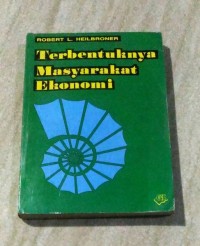 ROBERT L. HEILBRONER
Terbentuknya
Masyarakat
Ekonomi